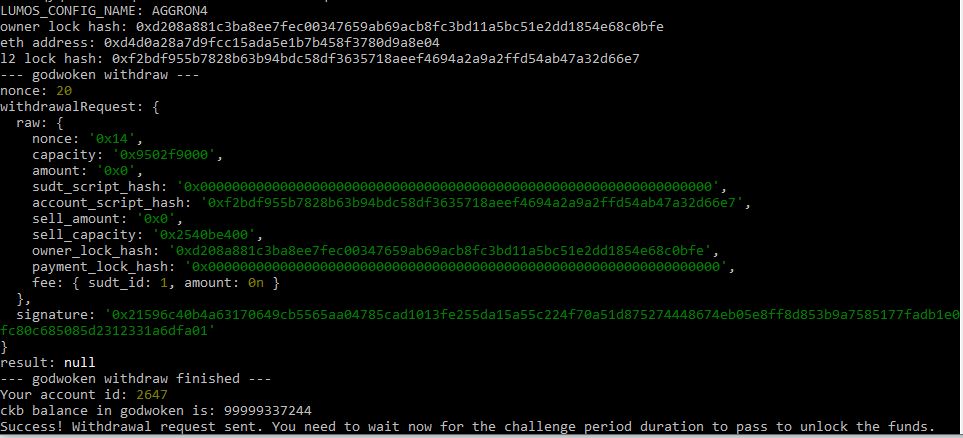 LUMOS_CONFIG_NAME: AGGRON4
owner lock hash: 0xd208a881c3ba8ee7fec00347659ab69acb8fc3bd11a5bc51e2dd1854e68c0bfe
eth address: 0xd4d0a28a7d9fcc15ada5e1b7b458f3780d9a8e04
l2 lock hash: 0xf2bdf955b7828b63b94bdc58df3635718aeef4694a2a9a2ffd54ab47a32d66e7
--- godwoken withdraw ---
nonce: 20
withdrawalRequest: {
  raw: {
    nonce: '0x14',
    capacity: '0x9502f9000',
    amount: '0x0',
    sudt_script_hash: '0x0000000000000000000000000000000000000000000000000000000000000000',
    account_script_hash: '0xf2bdf955b7828b63b94bdc58df3635718aeef4694a2a9a2ffd54ab47a32d66e7',
    sell_amount: '0x0',
    sell_capacity: '0x2540be400',
    owner_lock_hash: '0xd208a881c3ba8ee7fec00347659ab69acb8fc3bd11a5bc51e2dd1854e68c0bfe',
    payment_lock_hash: '0x0000000000000000000000000000000000000000000000000000000000000000',
    fee: { sudt_id: 1, amount: 0n }
  },
  signature: '0x21596c40b4a63170649cb5565aa04785cad1013fe255da15a55c224f70a51d875274448674eb05e8ff8d853b9a7585177fadb1e0
fc80c685085d2312331a6dfa01'
}
result: null
--- godwoken withdraw finished ---
Your account id: 2647
ckb balance in godwoken is: 99999337244
Success! Withdrawal request sent. You need to wait now for the challenge period duration to pass to unlock the funds.